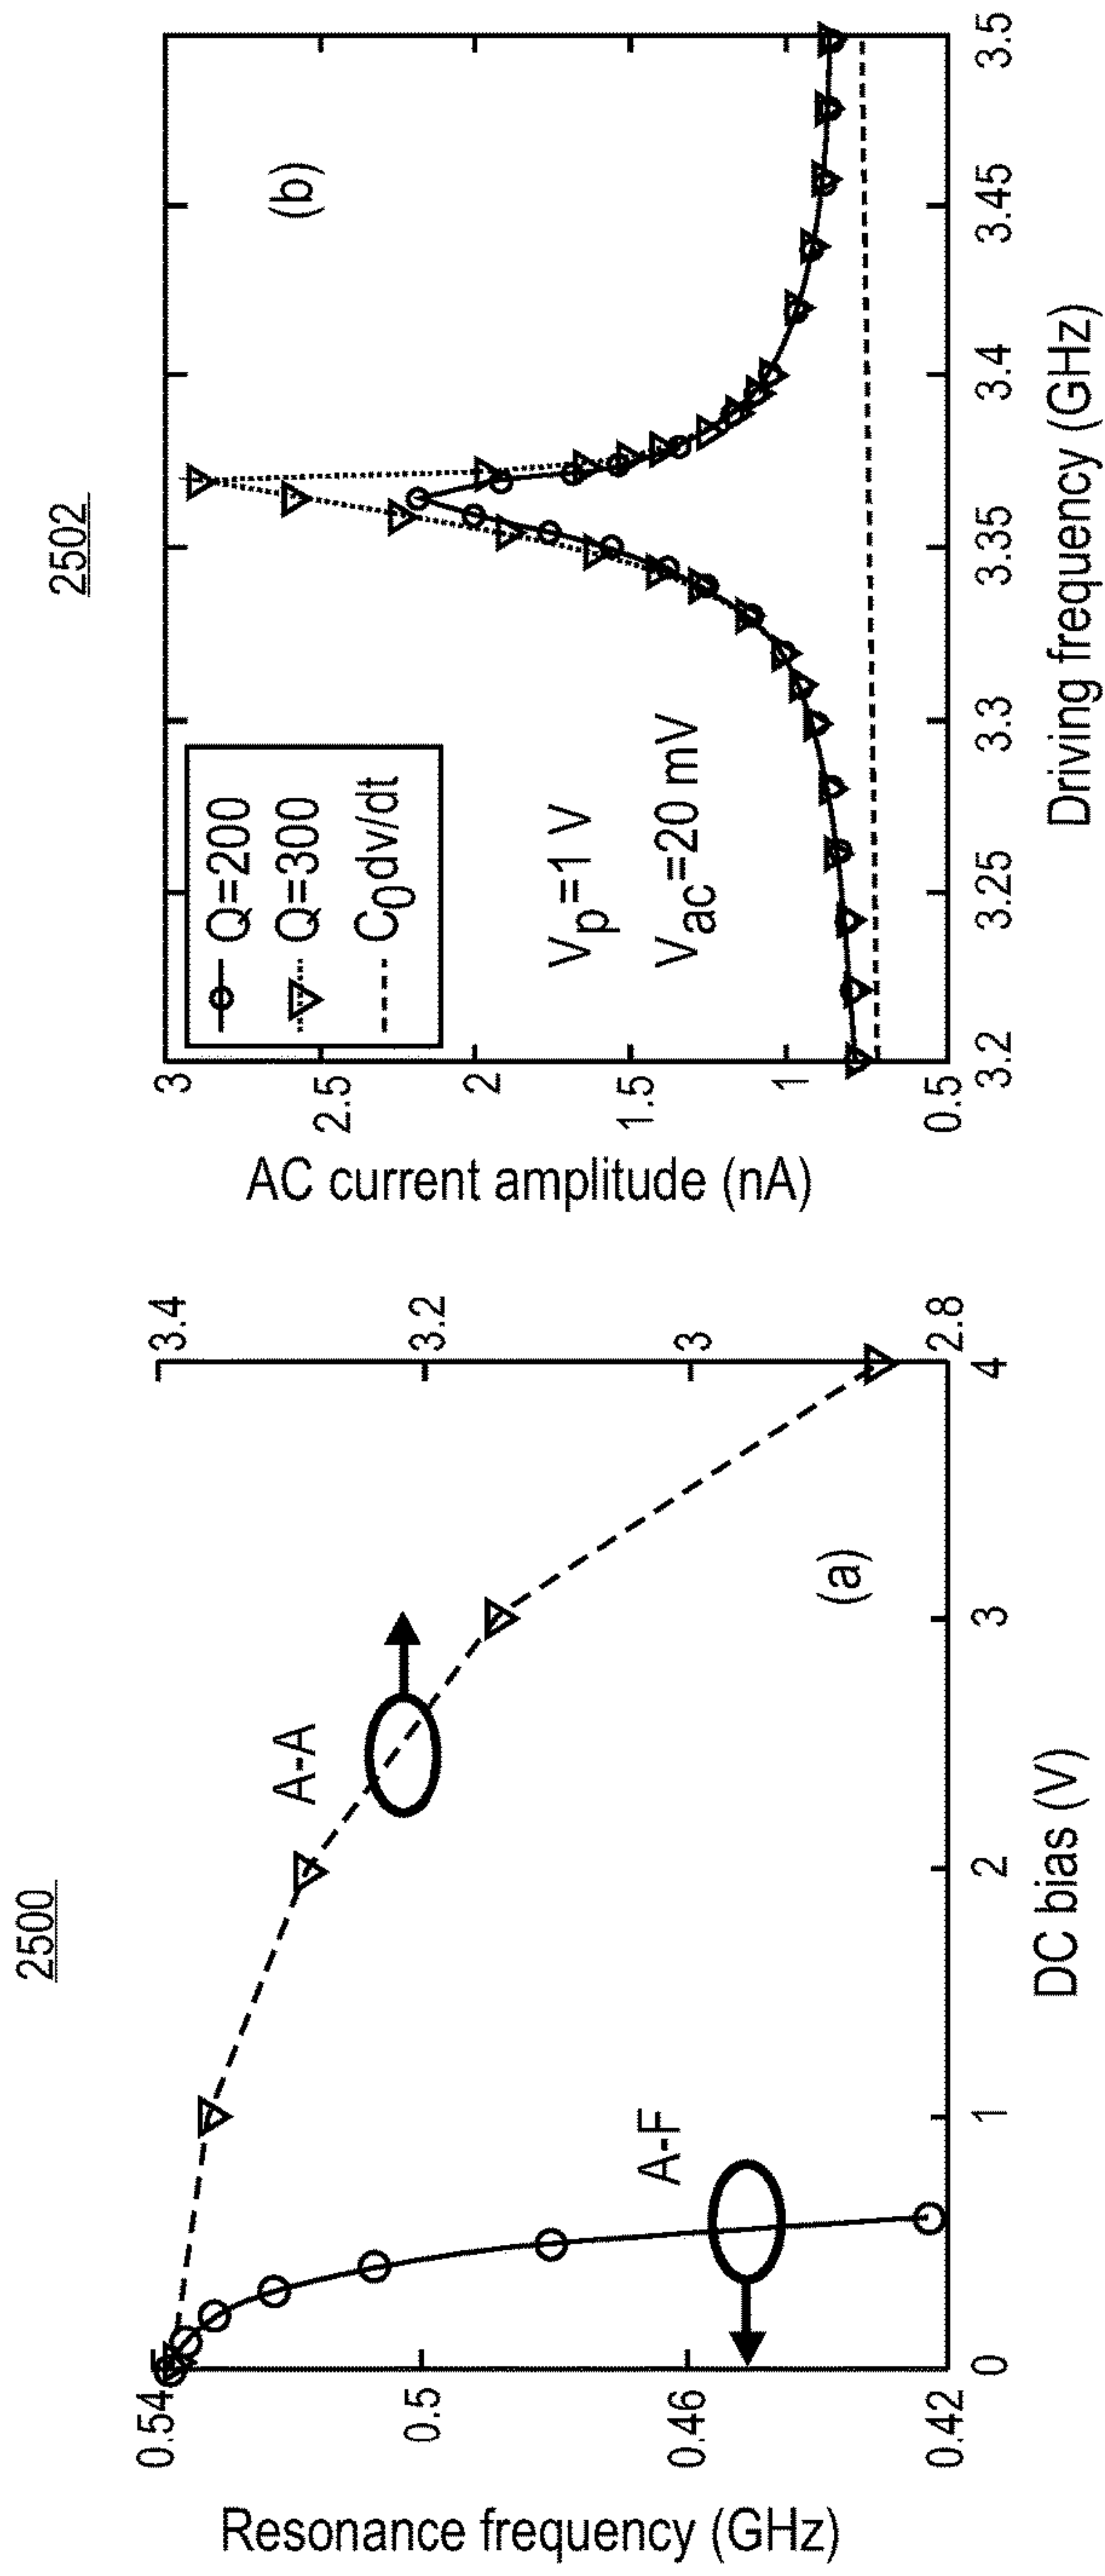 2500
Resonance frequency (GHz)
0.54
0.5
0.46
0.42
3.4
3.2
3
2.8
0
1
2
3
4
A-A
A-F
(a)
DC bias (V)
2502
AC current amplitude (nA)
3
2.5
2
1.5
1
0.5
Q=200
Q=300
C0dv/dt
Vp=1 V
Vac=20 mV
(b)
3.2
3.25
3.3
3.35
3.4
3.45
3.5
Driving frequency (GHz)